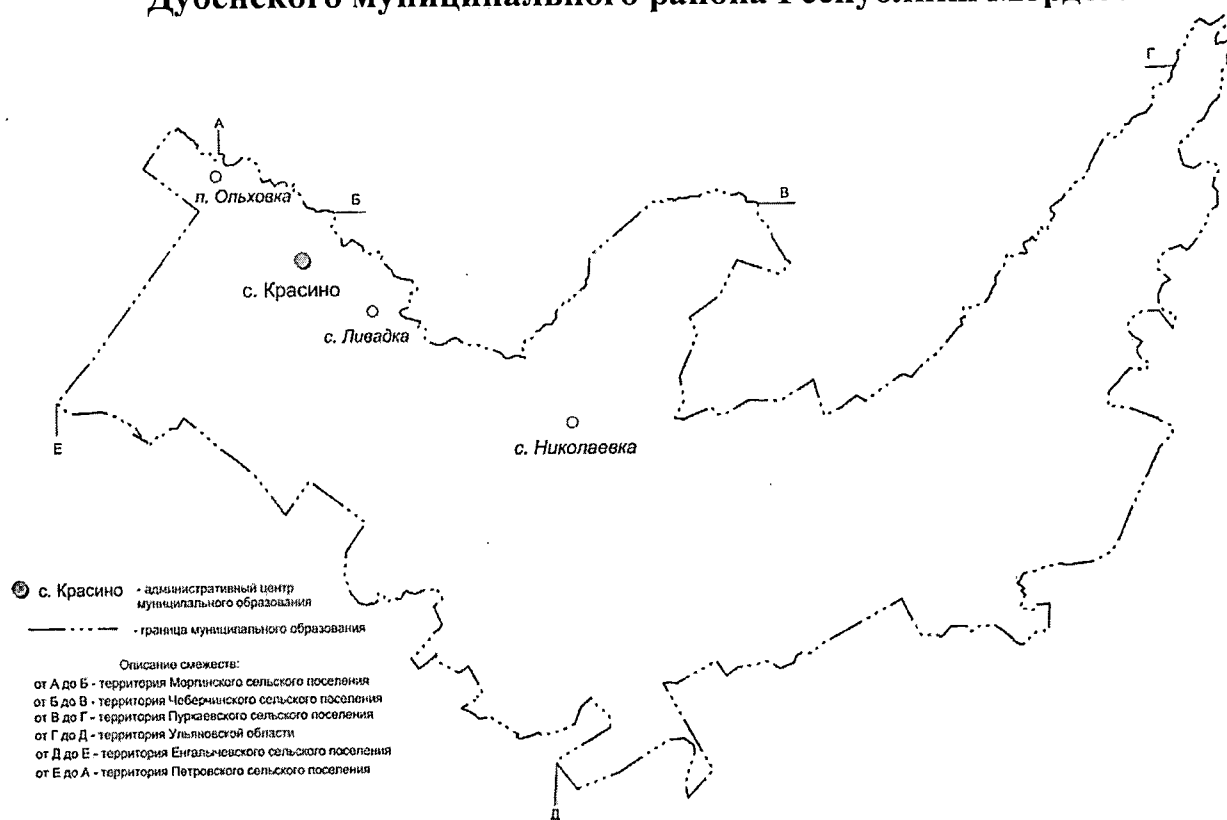 Дубенского муниципального района Республики Мордовия
Г
А
п. Ольховка
Б
В
с. Красино
с. Ливадка
Е
с. Николаевка
с. Красино - административный центр
муниципального образования
- граница муниципального образования
Описание смежеств:
от А до Б - территория Моргинского сельского поселения
от Б до В - территория Чеберчинского сельского поселения
от В до Г - территория Пуркаевского сельского поселения
от Г до Д - территория Ульяновской области
от Д до Е - территория Енгалычевского сельского поселения
от Е до А - территория Петровского сельского поселения
Д